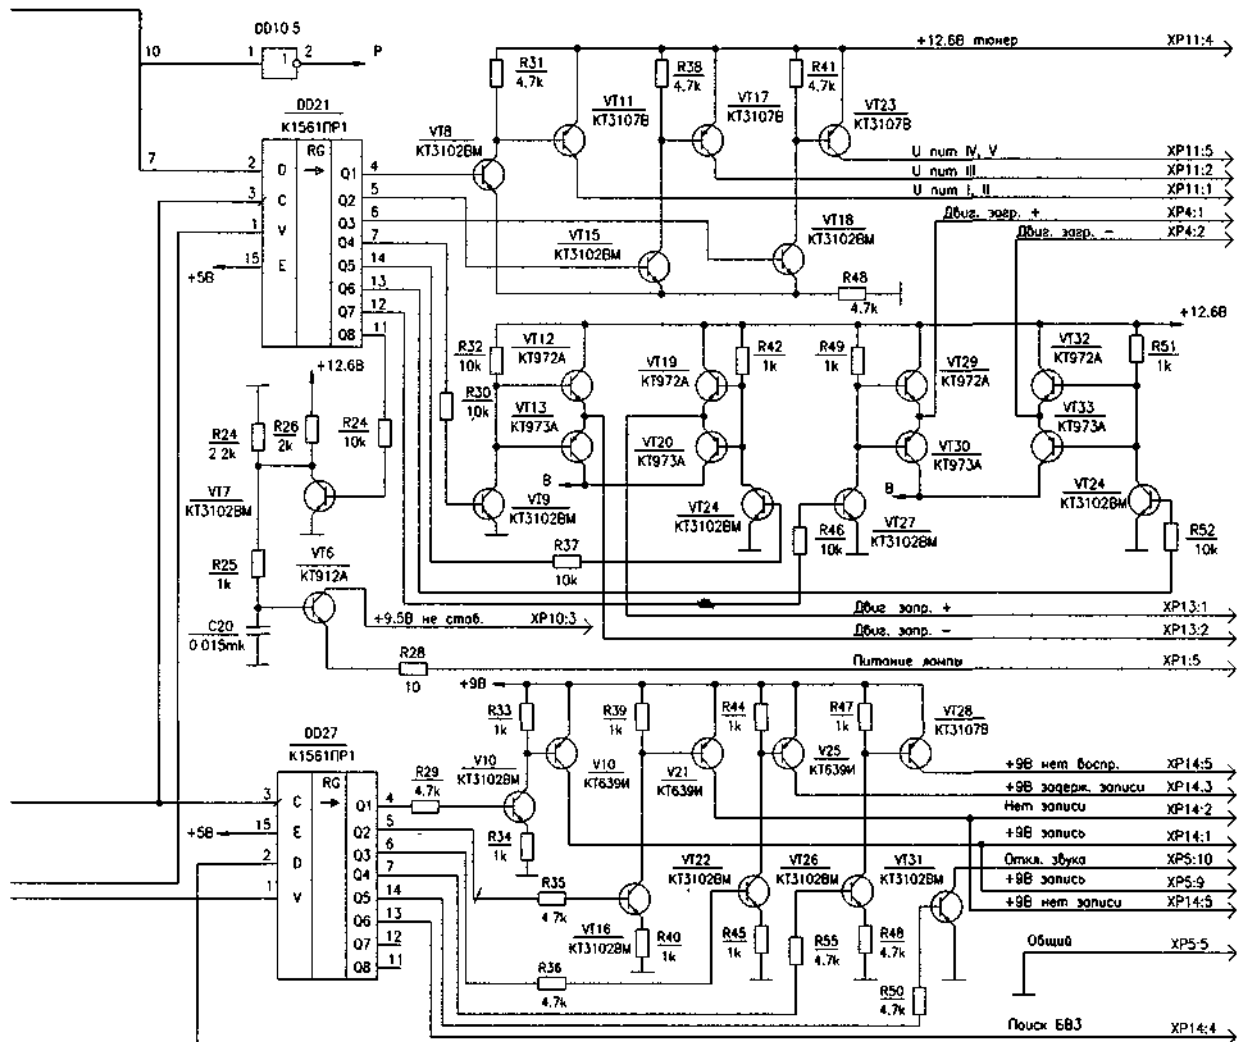 DD10 5
10
1
1
2
P
+12.6В тюнер
XP11:4
R31
4.7k
R38
4.7k
R41
4.7k
DD21
К1561ПР1
VT8
КТ3102ВМ
VT11
КТ3107В
VT17
КТ3107В
VT23
КТ3107В
RG
7
2
D
Q1
4
U пит IV, V
XP11:5
3
C
Q2
5
U пит III
XP11:2
1
V
Q3
6
U пит I, II
XP11:1
Q4
7
Двиг. загр. +
XP4:1
15
E
Q5
14
Двиг. загр. −
XP4:2
+5В
Q6
13
Q7
12
Q8
11
VT15
КТ3102ВМ
VT18
КТ3102ВМ
R48
4.7k
+12.6В
+12.6В
R32
10k
VT12
КТ972А
VT19
КТ972А
R42
1k
R49
1k
VT29
КТ972А
VT32
КТ972А
R51
1k
R30
10k
VT13
КТ973А
VT20
КТ973А
VT30
КТ973А
VT33
КТ973А
R24
2 2k
R26
2k
R24
10k
В
В
VT7
КТ3102ВМ
VT9
КТ3102ВМ
VT24
КТ3102ВМ
R46
10k
VT27
КТ3102ВМ
VT24
КТ3102ВМ
R52
10k
R25
1k
VT6
КТ912А
R37
10k
C20
0 015mk
+9.5В не стаб.
XP10:3
Двиг запр. +
XP13:1
Двиг. запр. −
XP13:2
R28
10
Питание лампы
XP1:5
+9В
R33
1k
R39
1k
R44
1k
R47
1k
VT28
КТ3107В
DD27
К1561ПР1
V10
КТ3102ВМ
V10
КТ639И
V21
КТ639И
V25
КТ639И
+9В нет воспр.
XP14:5
RG
R29
4.7k
+9В задерж. записи
XP14.3
3
C
Q1
4
Нет записи
XP14·2
15
E
Q2
5
+5В
R34
1k
+9В запись
XP14:1
2
D
Q3
6
VT22
КТ3102ВМ
VT26
КТ3102ВМ
VT31
КТ3102ВМ
Откл. звука
XP5:10
Q4
7
+9В запись
XP5:9
11
V
Q5
14
R35
4.7k
+9В нет записи
XP14:5
Q6
13
VT16
КТ3102ВМ
R40
1k
R45
1k
R55
4.7k
R48
4.7k
Q7
12
Общий
XP5:5
Q8
11
R36
4.7k
R50
4.7k
Поиск БВЗ
XP14:4